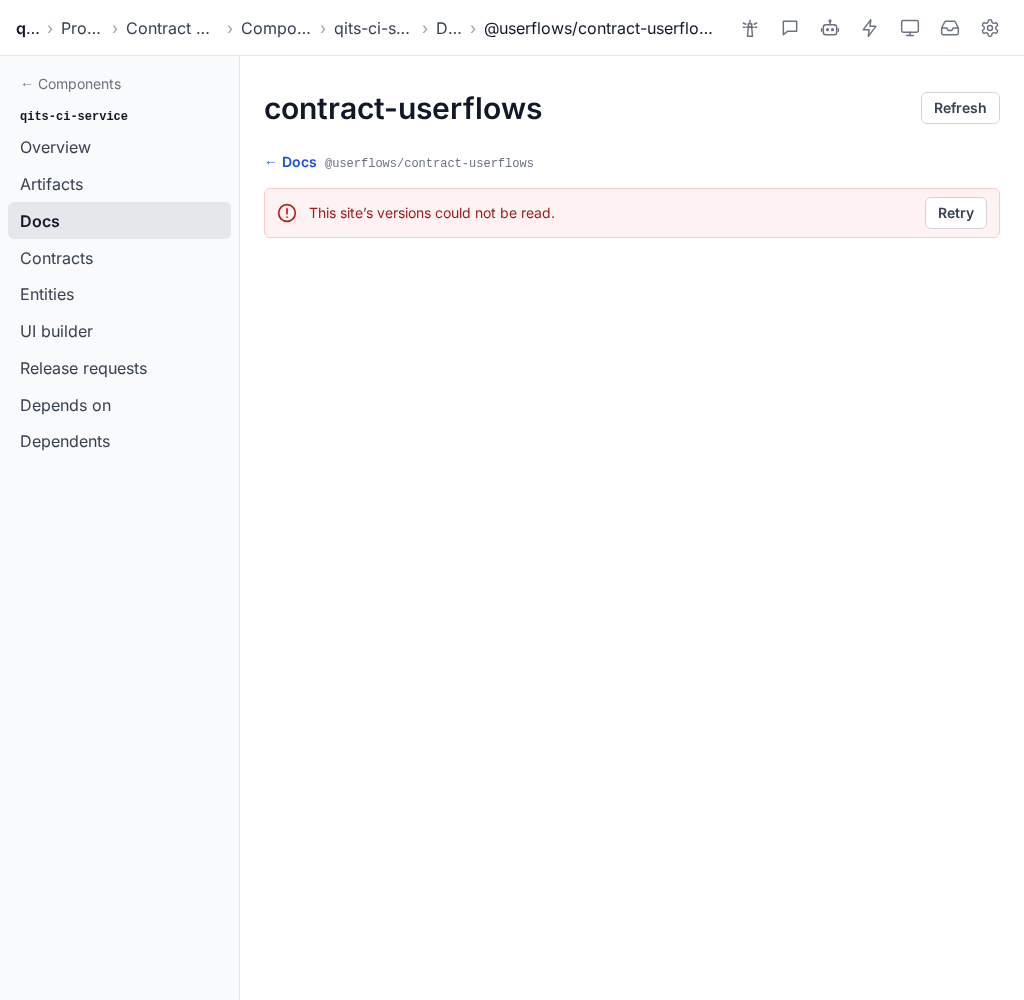 q... › Pro... › Contract ... › Compo... › qits-ci-s... › D... › @userflows/contract-userflo...
← Components
qits-ci-service
Overview
Artifacts
Docs
Contracts
Entities
UI builder
Release requests
Depends on
Dependents
contract-userflows
Refresh
← Docs @userflows/contract-userflows
This site’s versions could not be read.
Retry